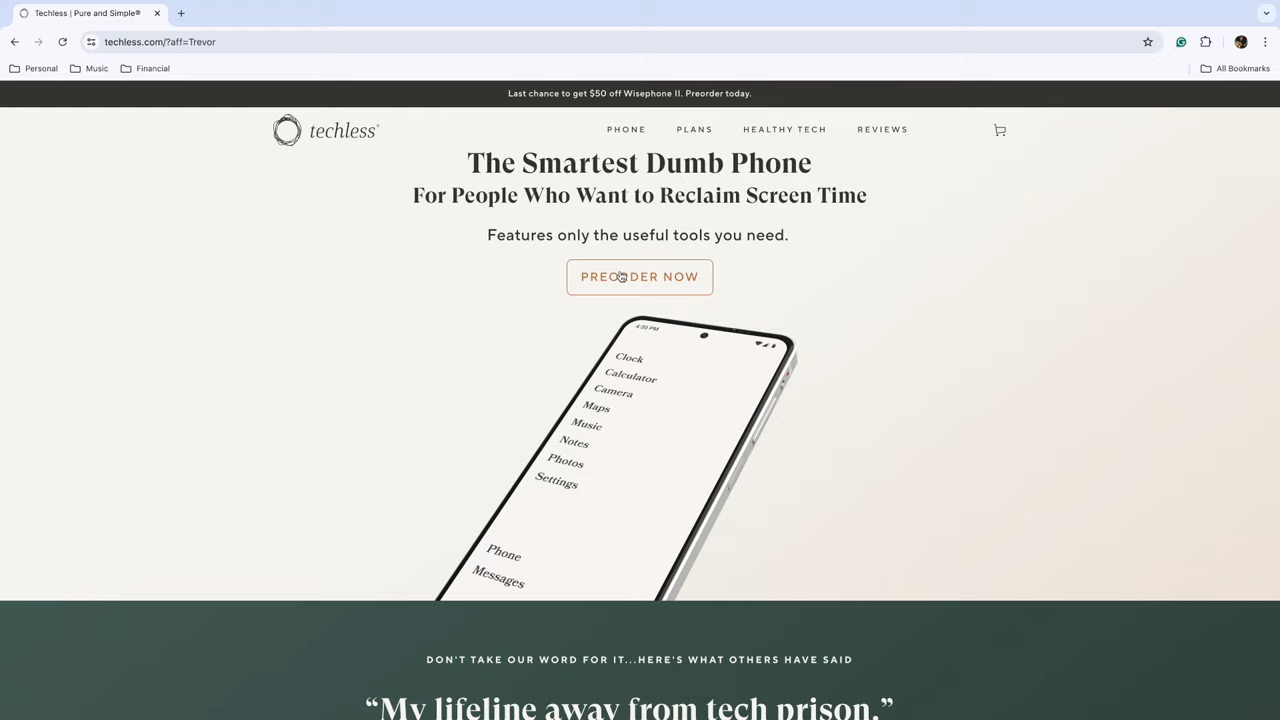 Techless | Pure and Simple®
techless.com/?aff=Trevor
Personal
Music
Financial
All Bookmarks
Last chance to get $50 off Wisephone II. Preorder today.
techless®
PHONE
PLANS
HEALTHY TECH
REVIEWS
The Smartest Dumb Phone
For People Who Want to Reclaim Screen Time
Features only the useful tools you need.
PREORDER NOW
4:30 PM
Clock
Calculator
Camera
Maps
Music
Notes
Photos
Settings
Phone
Messages
DON'T TAKE OUR WORD FOR IT...HERE'S WHAT OTHERS HAVE SAID
“My lifeline away from tech prison.”